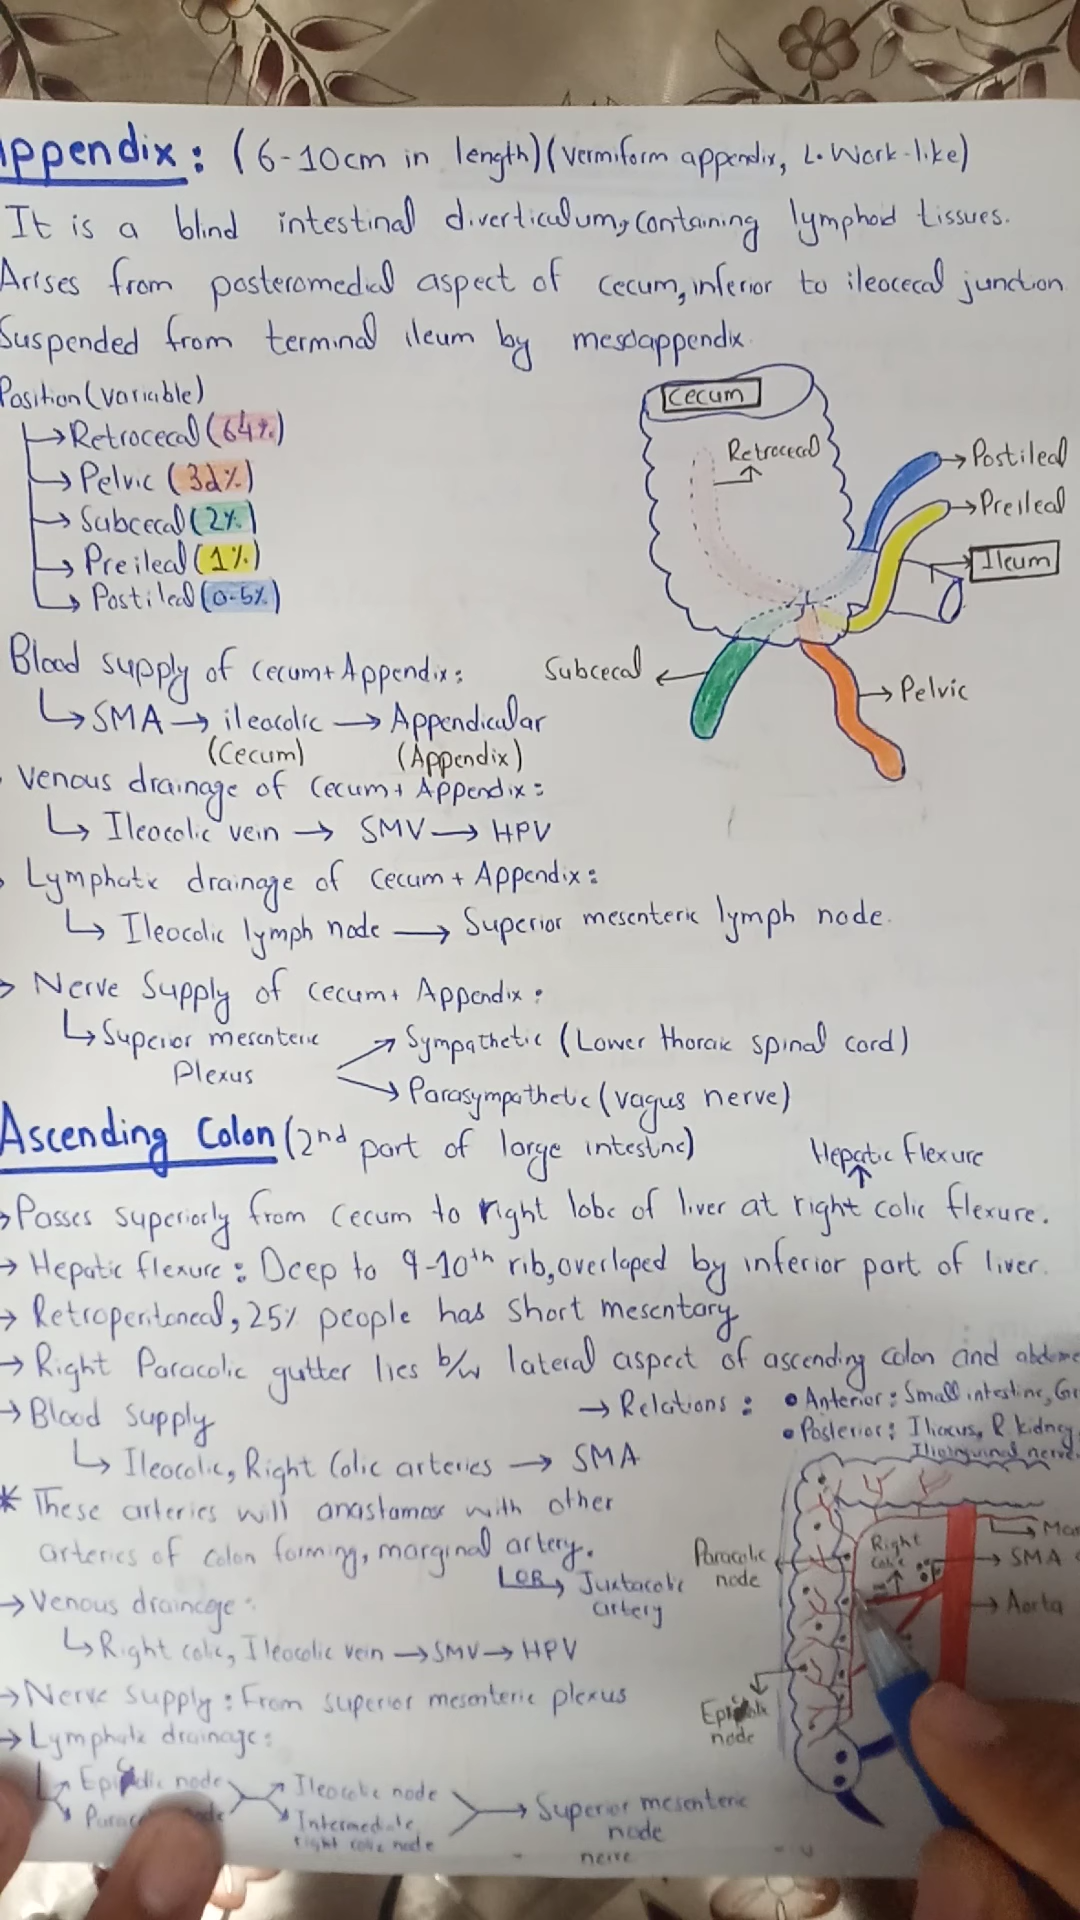 ppendix: (6-10cm in length)(vermiform appendix, L. Work-like)
It is a blind intestinal diverticulum, containing lymphoid tissues.
Arises from posteromedial aspect of cecum, inferior to ileocecal junction
Suspended from terminal ileum by mesoappendix.
Position (variable)
→ Retrocecal (64%)
→ Pelvic (32%)
→ Subcecal (2%)
→ Preileal (1%)
→ Postileal (0-5%)
Cecum
Retrocecal
→ Postileal
→ Preileal
Ileum
Subcecal
→ Pelvic
Blood supply of cecum + Appendix:
→ SMA → ileocolic → Appendicular
(Cecum) (Appendix)
Venous drainage of Cecum + Appendix:
→ Ileocolic vein → SMV → HPV
Lymphatic drainage of cecum + Appendix:
→ Ileocolic lymph node → Superior mesenteric lymph node.
→ Nerve Supply of cecum + Appendix:
→ Superior mesenteric Plexus
→ Sympathetic (Lower thoraic spinal cord)
→ Parasympathetic (vagus nerve)
Ascending Colon (2nd part of large intestine)
Hepatic flexure
→ Passes superiorly from cecum to right lobe of liver at right colic flexure.
→ Hepatic flexure: Deep to 9-10th rib, overlaped by inferior part of liver.
→ Retroperitoneal, 25% people has short mesentary
→ Right Paracolic gutter lies b/w lateral aspect of ascending colon and
→ Blood supply
→ Ileocolic, Right Colic arteries → SMA
→ Relations: • Anterior: Small intestine,
• Posterior: Iliacus, R. kidney,
Ilioinguinal nerve
* These arteries will anastamose with other
arteries of colon forming, marginal artery.
LOR→ Juxtacolic
artery
→ Venous drainage:
→ Right colic, Ileocolic vein → SMV → HPV
→ Nerve supply: From superior mesenteric plexus
→ Lymphatic drainage:
node
→ Ileocolic node
→ Intermediate
right colic node
→ Superior mesenteric
node
nerve
Paracolic
node
Right
colic
→ SMA
→ Aorta
node